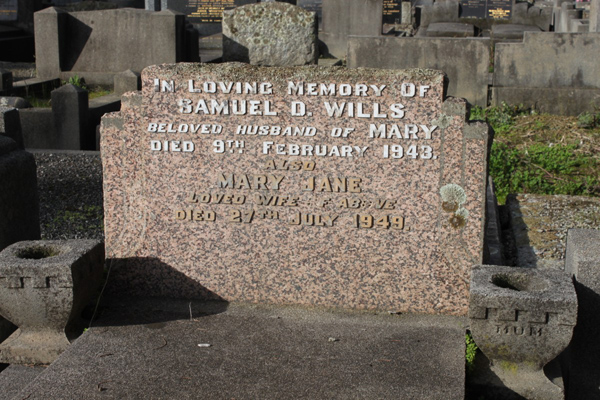 IN LOVING MEMORY OF
SAMUEL D. WILLS
BELOVED HUSBAND OF MARY
DIED 9TH FEBRUARY 1943.
ALSO
MARY JANE
LOVED WIFE OF ABOVE
DIED 27TH JULY 1949.
MUM